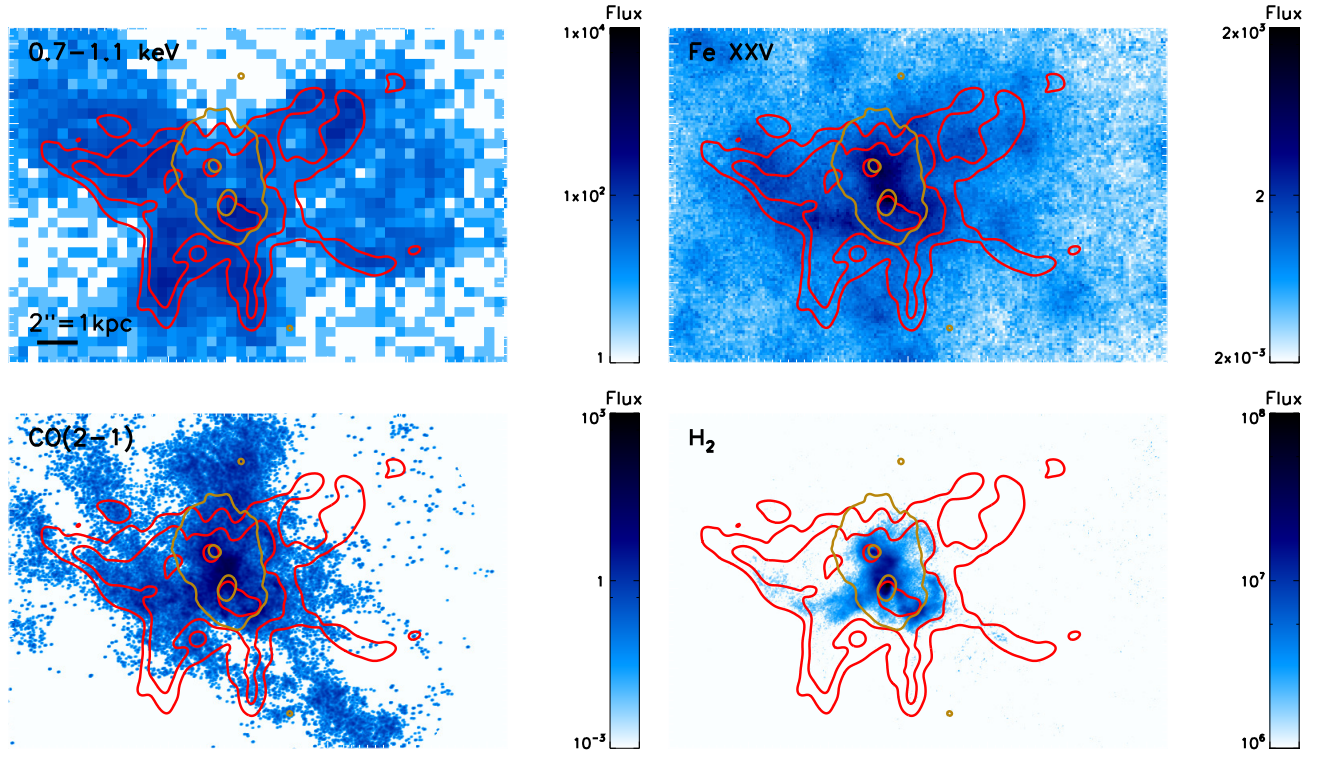 Flux
0.7-1.1 keV
1x10⁴
1x10²
1
2''=1kpc
Flux
Fe XXV
2x10³
2
2x10⁻³
Flux
CO(2-1)
10³
1
10⁻³
Flux
H₂
10⁸
10⁷
10⁶